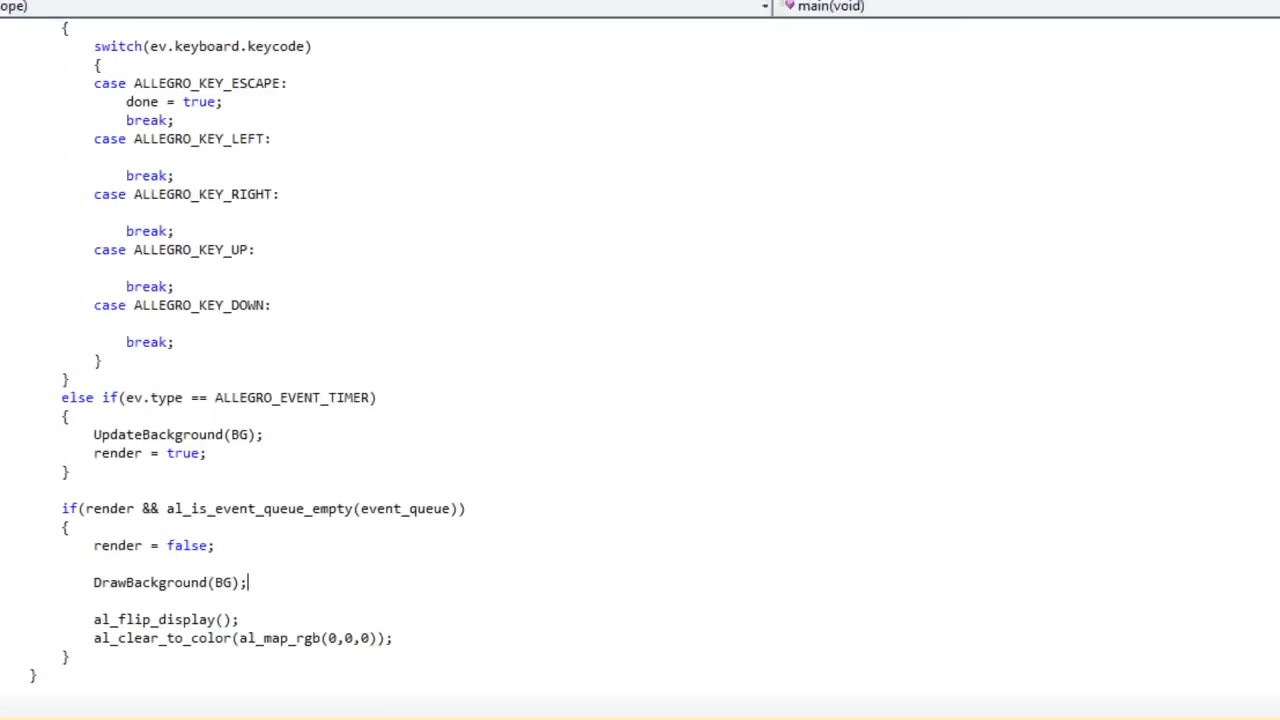 ope)
main(void)
{
switch(ev.keyboard.keycode)
{
case ALLEGRO_KEY_ESCAPE:
done = true;
break;
case ALLEGRO_KEY_LEFT:
break;
case ALLEGRO_KEY_RIGHT:
break;
case ALLEGRO_KEY_UP:
break;
case ALLEGRO_KEY_DOWN:
break;
}
}
else if(ev.type == ALLEGRO_EVENT_TIMER)
{
UpdateBackground(BG);
render = true;
}
if(render && al_is_event_queue_empty(event_queue))
{
render = false;
DrawBackground(BG);
al_flip_display();
al_clear_to_color(al_map_rgb(0,0,0));
}
}